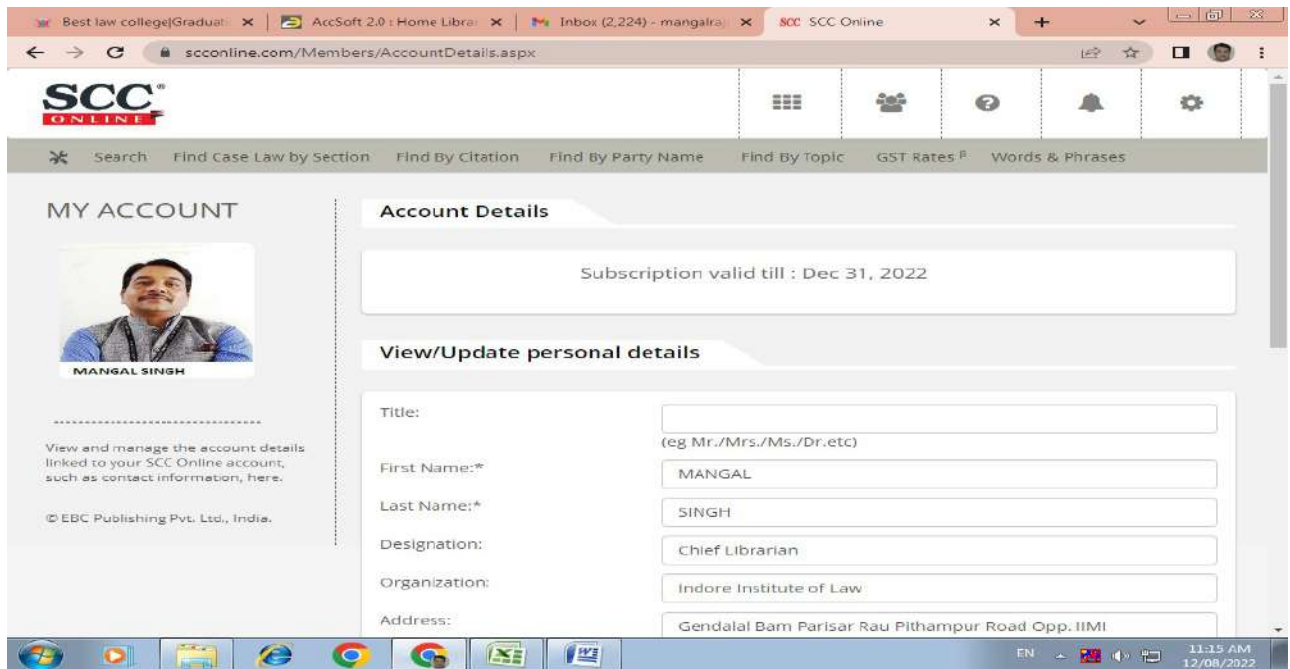 Best law college|Graduati
AccSoft 2.0 : Home Librar
Inbox (2,224) - mangalraj
SCC SCC Online
scconline.com/Members/AccountDetails.aspx
SCC®
ONLINE
Search Find Case Law by Section Find By Citation Find By Party Name Find By Topic GST Rates β Words & Phrases
MY ACCOUNT
MANGAL SINGH
View and manage the account details
linked to your SCC Online account,
such as contact information, here.
© EBC Publishing Pvt. Ltd., India.
Account Details
Subscription valid till : Dec 31, 2022
View/Update personal details
Title:
(eg Mr./Mrs./Ms./Dr.etc)
First Name:* MANGAL
Last Name:* SINGH
Designation: Chief Librarian
Organization: Indore Institute of Law
Address: Gendalal Bam Parisar Rau Pithampur Road Opp. IIMI
EN
11:15 AM
12/08/2022